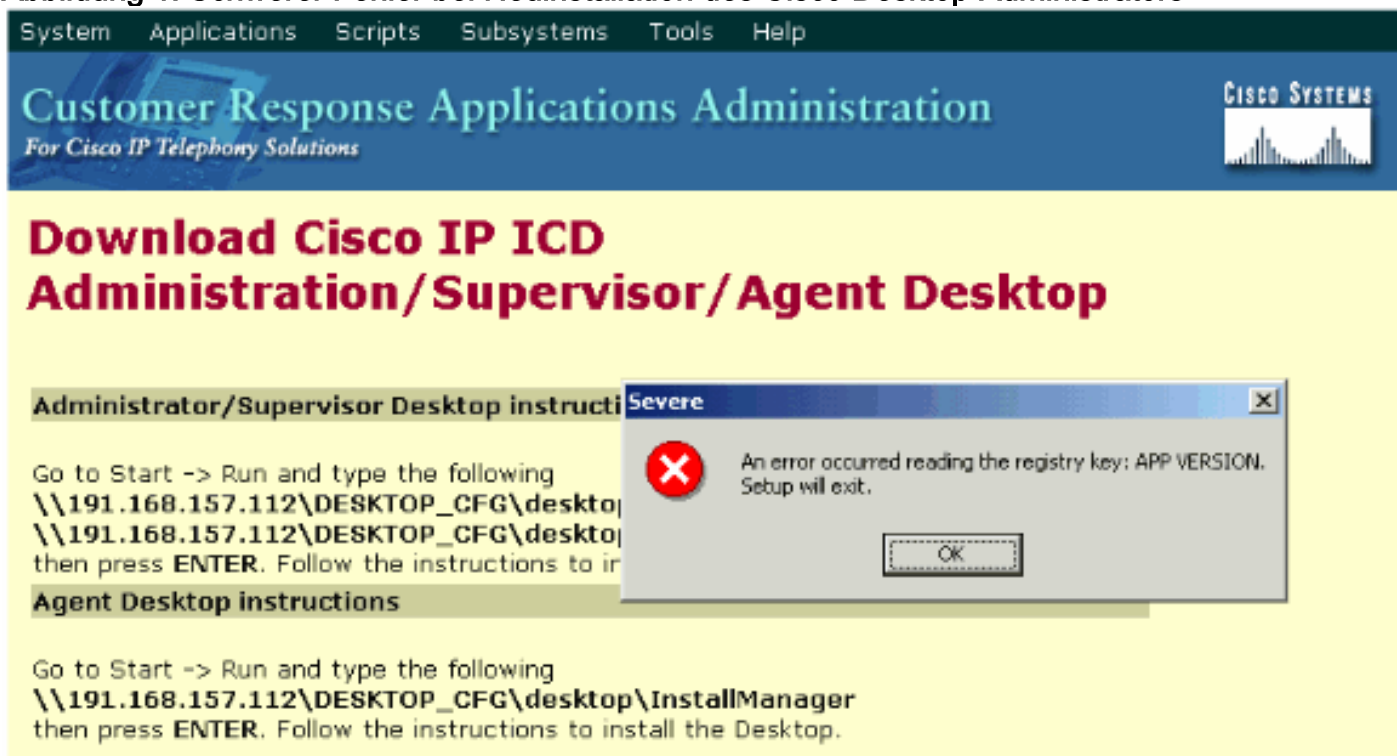 System Applications Scripts Subsystems Tools Help
Customer Response Applications Administration
For Cisco IP Telephony Solutions
CISCO SYSTEMS
Download Cisco IP ICD
Administration/Supervisor/Agent Desktop
Administrator/Supervisor Desktop instructi
Severe
An error occurred reading the registry key: APP VERSION.
Setup will exit.
OK
Go to Start -> Run and type the following
\\191.168.157.112\DESKTOP_CFG\desktop
\\191.168.157.112\DESKTOP_CFG\desktop
then press ENTER. Follow the instructions to in
Agent Desktop instructions
Go to Start -> Run and type the following
\\191.168.157.112\DESKTOP_CFG\desktop\InstallManager
then press ENTER. Follow the instructions to install the Desktop.